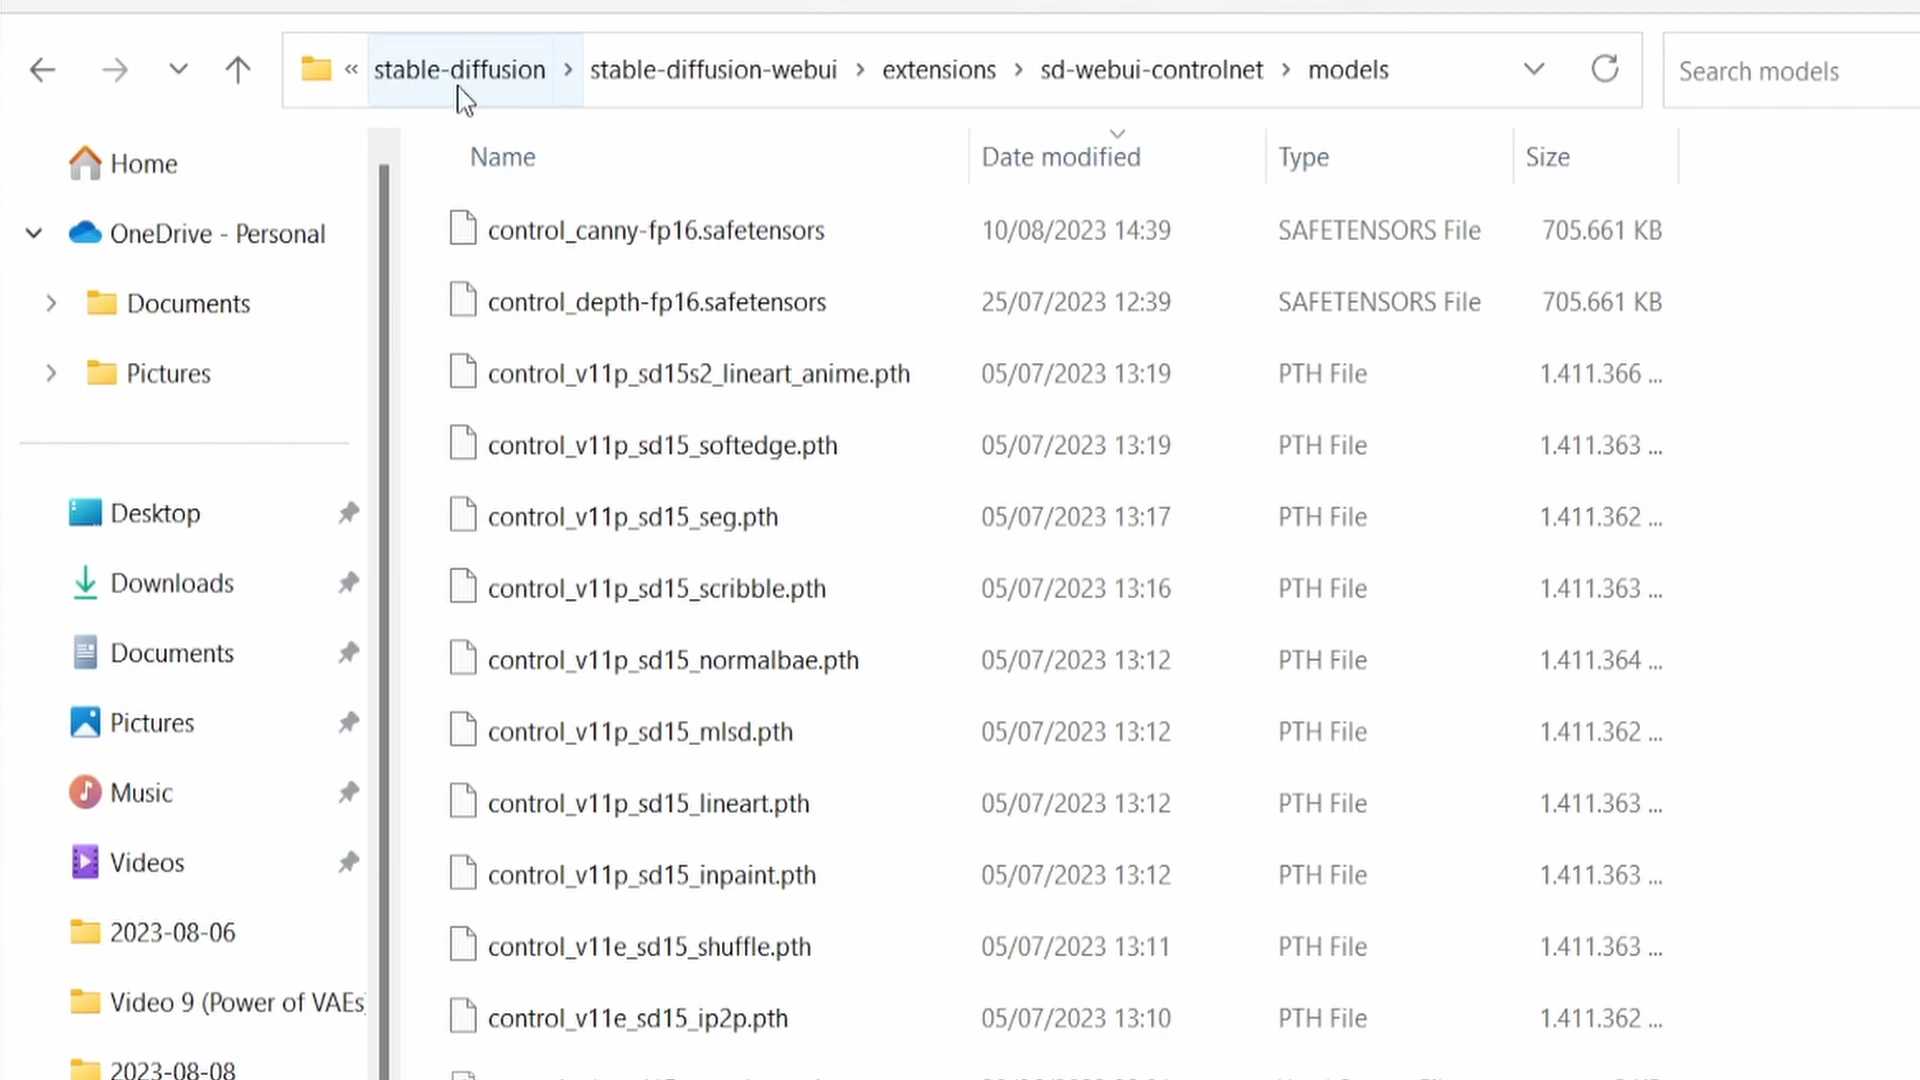 « stable-diffusion > stable-diffusion-webui > extensions > sd-webui-controlnet > models
Search models
Home
OneDrive - Personal
Documents
Pictures
Desktop
Downloads
Documents
Pictures
Music
Videos
2023-08-06
Video 9 (Power of VAEs)
2023-08-08
Name Date modified Type Size
control_canny-fp16.safetensors 10/08/2023 14:39 SAFETENSORS File 705.661 KB
control_depth-fp16.safetensors 25/07/2023 12:39 SAFETENSORS File 705.661 KB
control_v11p_sd15s2_lineart_anime.pth 05/07/2023 13:19 PTH File 1.411.366 ...
control_v11p_sd15_softedge.pth 05/07/2023 13:19 PTH File 1.411.363 ...
control_v11p_sd15_seg.pth 05/07/2023 13:17 PTH File 1.411.362 ...
control_v11p_sd15_scribble.pth 05/07/2023 13:16 PTH File 1.411.363 ...
control_v11p_sd15_normalbae.pth 05/07/2023 13:12 PTH File 1.411.364 ...
control_v11p_sd15_mlsd.pth 05/07/2023 13:12 PTH File 1.411.362 ...
control_v11p_sd15_lineart.pth 05/07/2023 13:12 PTH File 1.411.363 ...
control_v11p_sd15_inpaint.pth 05/07/2023 13:12 PTH File 1.411.363 ...
control_v11e_sd15_shuffle.pth 05/07/2023 13:11 PTH File 1.411.363 ...
control_v11e_sd15_ip2p.pth 05/07/2023 13:10 PTH File 1.411.362 ...